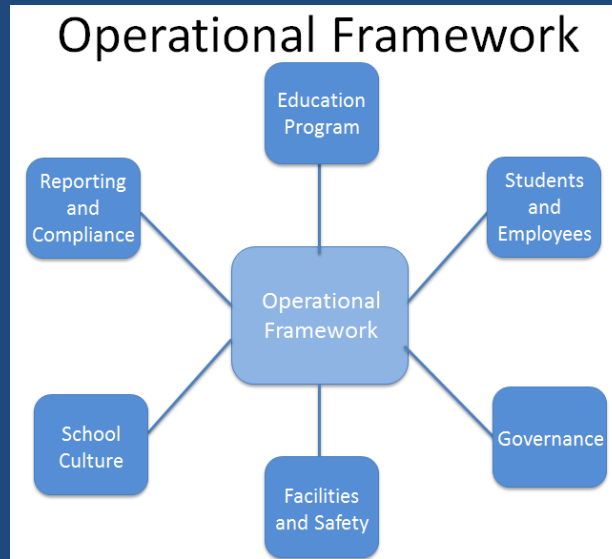 Operational Framework
Education
Program
Reporting
and
Compliance
Students
and
Employees
Operational
Framework
School
Culture
Governance
Facilities
and Safety